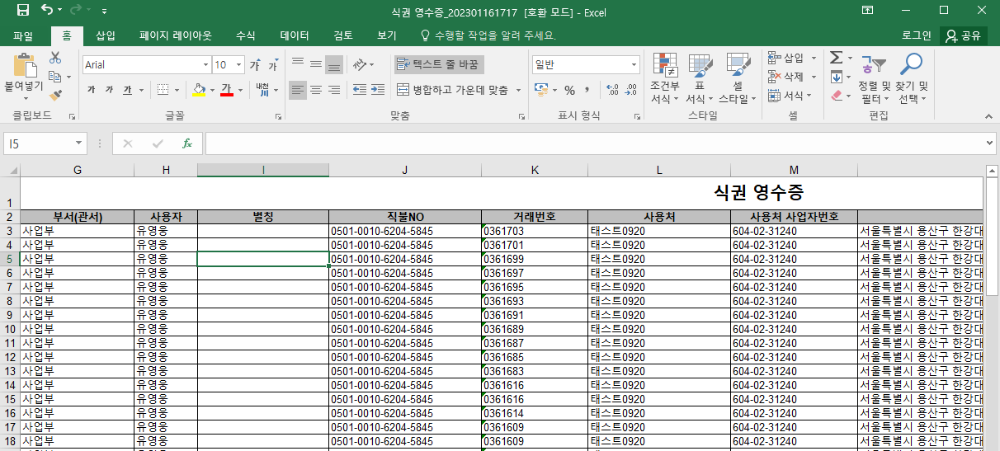 식권 영수증_202301161717 [호환 모드] - Excel
파일 홈 삽입 페이지 레이아웃 수식 데이터 검토 보기 수행할 작업을 알려 주세요. 로그인 공유
붙여넣기 Arial 10 가 가 텍스트 줄 바꿈 일반 조건부 서식 표 서식 셀 스타일 삽입 삭제 서식 정렬 및 필터 찾기 및 선택
가 가 가 가 내천 병합하고 가운데 맞춤 % , .00 .0
클립보드 글꼴 맞춤 표시 형식 스타일 셀 편집
I5 fx
G H I J K L M
1 식권 영수증
2 부서(관서) 사용자 별칭 직불NO 거래번호 사용처 사용처 사업자번호
3 사업부 유영웅 0501-0010-6204-5845 0361703 태스트0920 604-02-31240 서울특별시 용산구 한강대
4 사업부 유영웅 0501-0010-6204-5845 0361701 태스트0920 604-02-31240 서울특별시 용산구 한강대
5 사업부 유영웅 0501-0010-6204-5845 0361699 태스트0920 604-02-31240 서울특별시 용산구 한강대
6 사업부 유영웅 0501-0010-6204-5845 0361697 태스트0920 604-02-31240 서울특별시 용산구 한강대
7 사업부 유영웅 0501-0010-6204-5845 0361695 태스트0920 604-02-31240 서울특별시 용산구 한강대
8 사업부 유영웅 0501-0010-6204-5845 0361693 태스트0920 604-02-31240 서울특별시 용산구 한강대
9 사업부 유영웅 0501-0010-6204-5845 0361691 태스트0920 604-02-31240 서울특별시 용산구 한강대
10 사업부 유영웅 0501-0010-6204-5845 0361689 태스트0920 604-02-31240 서울특별시 용산구 한강대
11 사업부 유영웅 0501-0010-6204-5845 0361687 태스트0920 604-02-31240 서울특별시 용산구 한강대
12 사업부 유영웅 0501-0010-6204-5845 0361685 태스트0920 604-02-31240 서울특별시 용산구 한강대
13 사업부 유영웅 0501-0010-6204-5845 0361683 태스트0920 604-02-31240 서울특별시 용산구 한강대
14 사업부 유영웅 0501-0010-6204-5845 0361616 태스트0920 604-02-31240 서울특별시 용산구 한강대
15 사업부 유영웅 0501-0010-6204-5845 0361616 태스트0920 604-02-31240 서울특별시 용산구 한강대
16 사업부 유영웅 0501-0010-6204-5845 0361614 태스트0920 604-02-31240 서울특별시 용산구 한강대
17 사업부 유영웅 0501-0010-6204-5845 0361609 태스트0920 604-02-31240 서울특별시 용산구 한강대
18 사업부 유영웅 0501-0010-6204-5845 0361609 태스트0920 604-02-31240 서울특별시 용산구 한강대